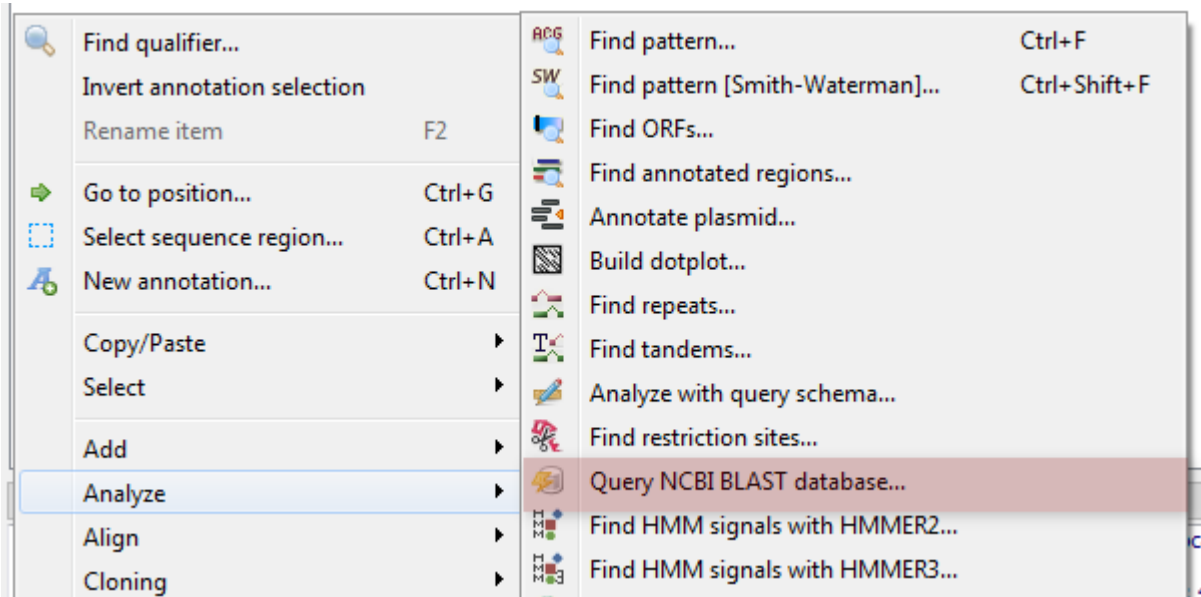 Find qualifier...
Invert annotation selection
Rename item F2
Go to position... Ctrl+G
Select sequence region... Ctrl+A
New annotation... Ctrl+N
Copy/Paste
Select
Add
Analyze
Align
Cloning
Find pattern... Ctrl+F
Find pattern [Smith-Waterman]... Ctrl+Shift+F
Find ORFs...
Find annotated regions...
Annotate plasmid...
Build dotplot...
Find repeats...
Find tandems...
Analyze with query schema...
Find restriction sites...
Query NCBI BLAST database...
Find HMM signals with HMMER2...
Find HMM signals with HMMER3...